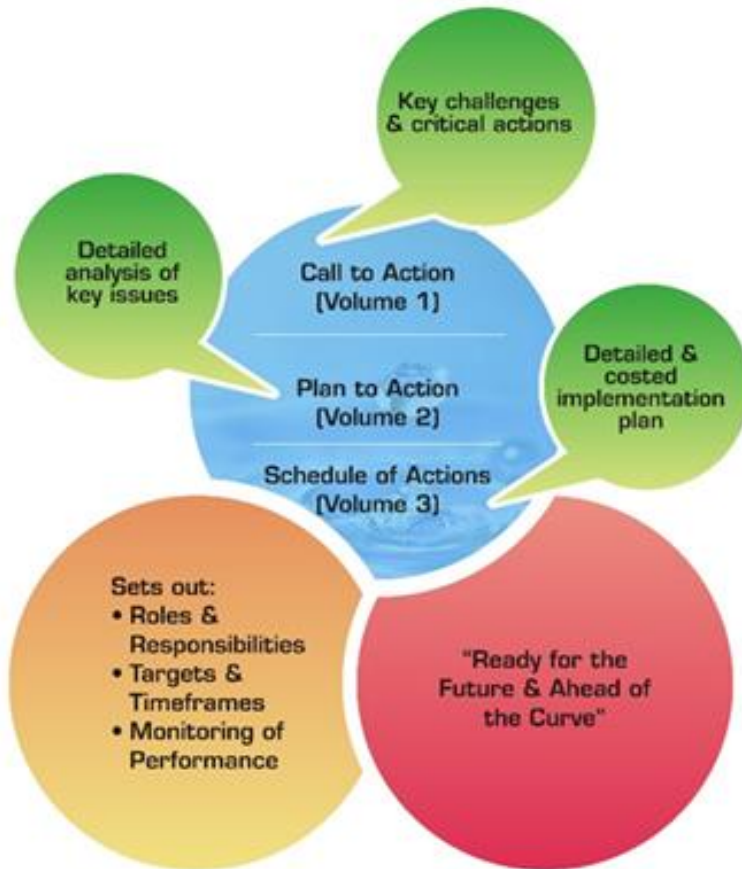 Key challenges
& critical actions
Detailed
analysis of
key issues
Call to Action
(Volume 1)
Detailed &
costed
implementation
plan
Plan to Action
(Volume 2)
Schedule of Actions
(Volume 3)
Sets out:
• Roles &
Responsibilities
• Targets &
Timeframes
• Monitoring of
Performance
"Ready for the
Future & Ahead of
the Curve"